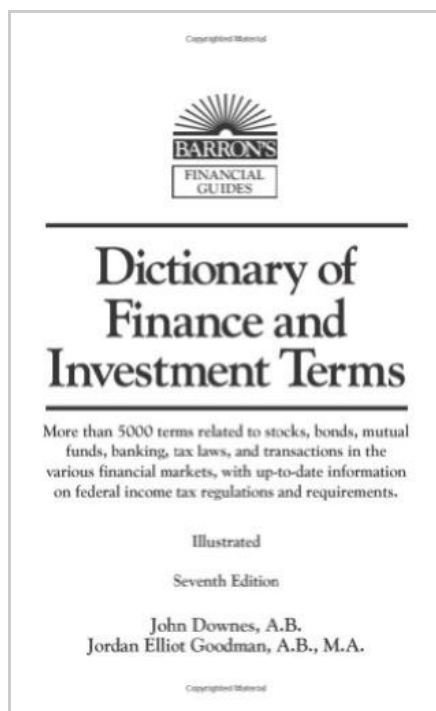 Copyrighted Material
BARRON'S
FINANCIAL
GUIDES
Dictionary of
Finance and
Investment Terms
More than 5000 terms related to stocks, bonds, mutual
funds, banking, tax laws, and transactions in the
various financial markets, with up-to-date information
on federal income tax regulations and requirements.
Illustrated
Seventh Edition
John Downes, A.B.
Jordan Elliot Goodman, A.B., M.A.
Copyrighted Material